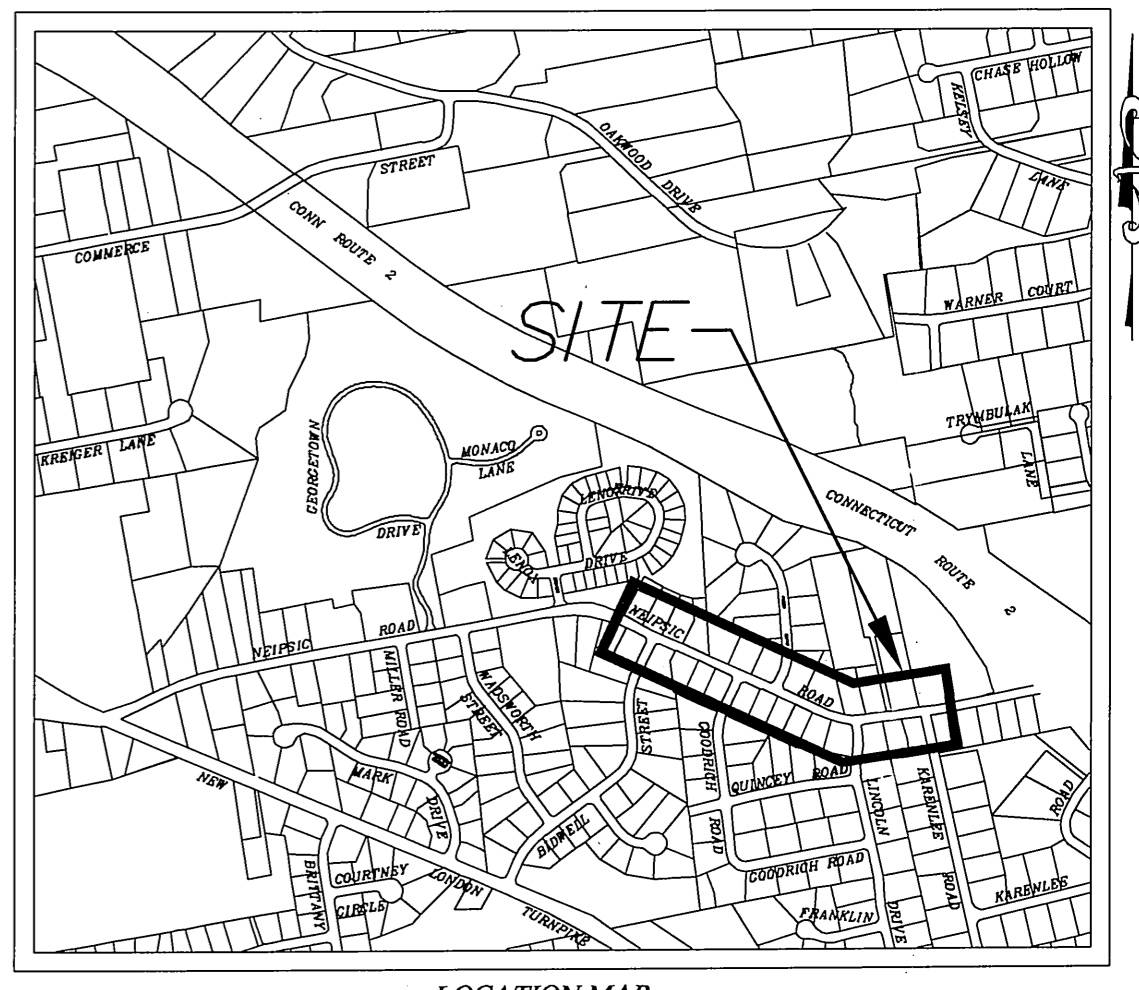 CHASE HOLLOW
KELSEY
LANE
OAKWOOD DRIVE
STREET
COMMERCE
CONN ROUTE 2
WARNER COURT
SITE
TRYMBULAK
LANE
KREIGER LANE
GEORGETOWN
DRIVE
MONACO
LANE
CONNECTICUT
ROUTE 2
LENOX
DRIVE
LENOX
DRIVE
NEIPSIC
ROAD
NEIPSIC
ROAD
MILLER ROAD
WADSWORTH
STREET
STREET
BIDWELL
GOODRICH
ROAD
QUINCEY ROAD
LINCOLN
DRIVE
KARENLEE
ROAD
ROAD
MARK
DRIVE
NEW
LONDON
TURNPIKE
BRITTANY
COURTNEY
CIRCLE
GOODRICH ROAD
FRANKLIN
KARENLEE
LOCATION MAP